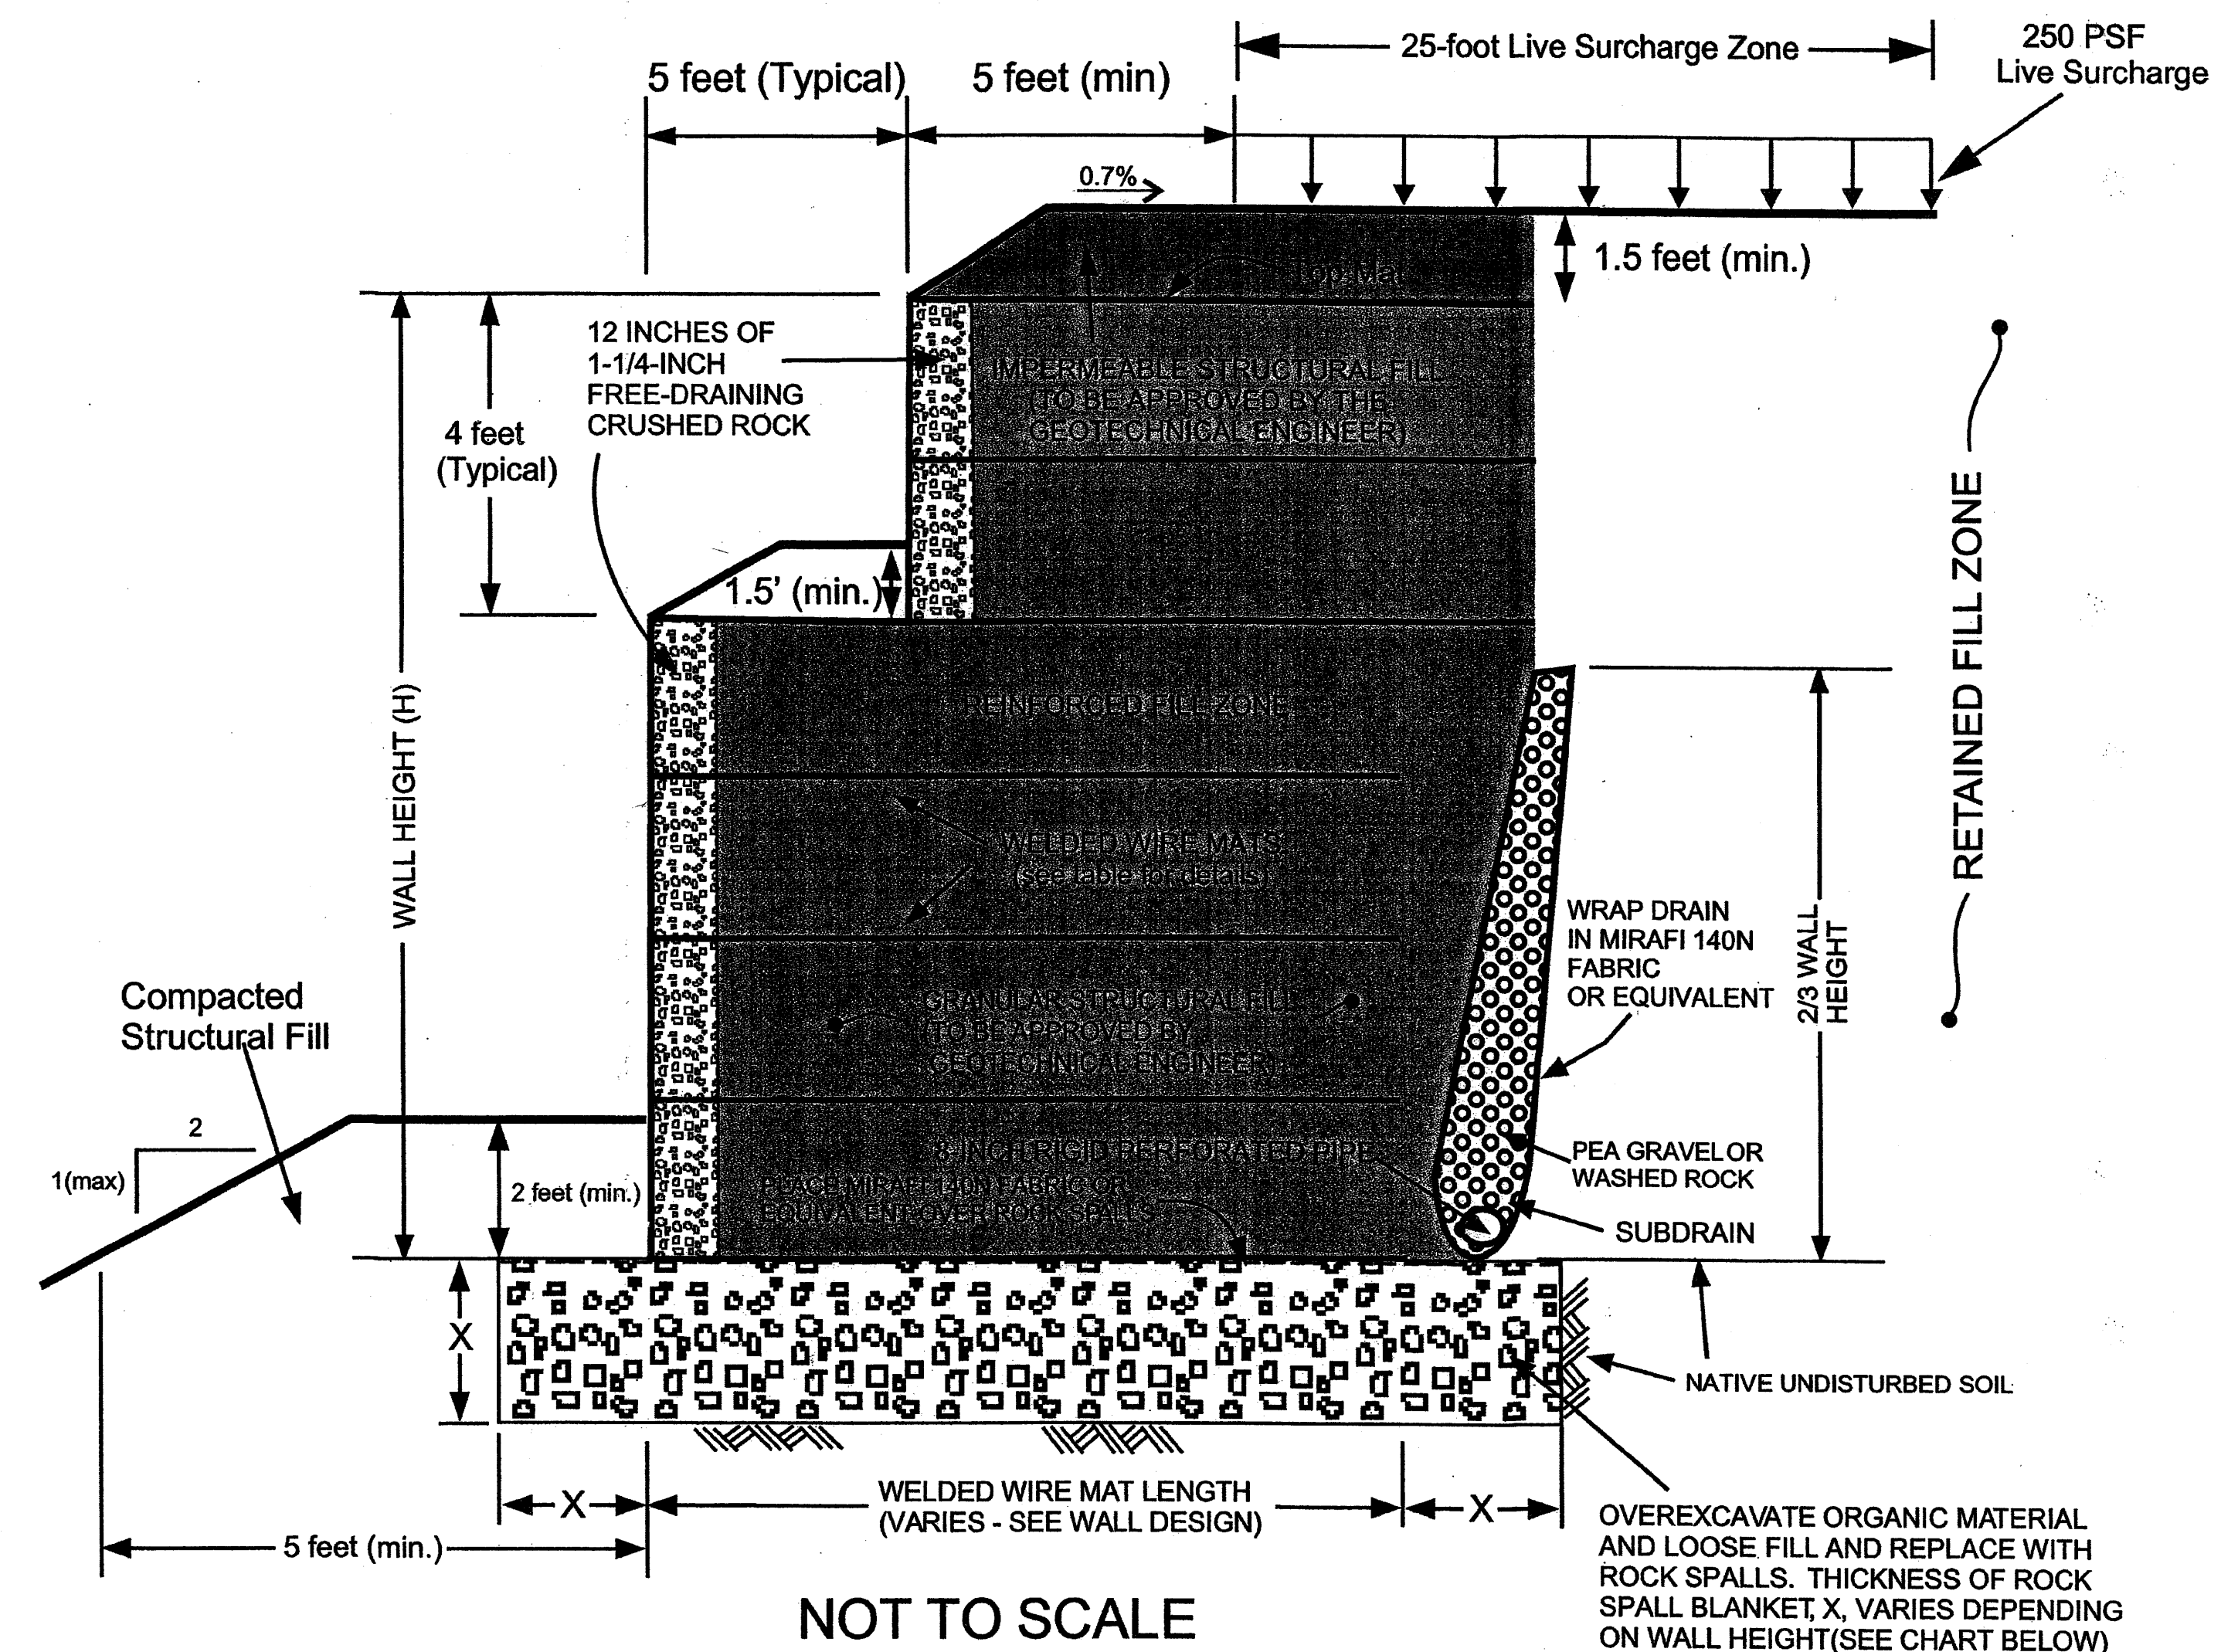 25-foot Live Surcharge Zone
250 PSF
Live Surcharge
5 feet (Typical)
5 feet (min)
0.7%
1.5 feet (min.)
Top Mat
12 INCHES OF
1-1/4-INCH
FREE-DRAINING
CRUSHED ROCK
IMPERMEABLE STRUCTURAL FILL
(TO BE APPROVED BY THE
GEOTECHNICAL ENGINEER)
4 feet
(Typical)
1.5' (min.)
RETAINED FILL ZONE
WALL HEIGHT (H)
REINFORCED FILL ZONE
WELDED WIRE MATS
(see table for details)
WRAP DRAIN
IN MIRAFI 140N
FABRIC
OR EQUIVALENT
2/3 WALL
HEIGHT
Compacted
Structural Fill
GRANULAR STRUCTURAL FILL
(TO BE APPROVED BY
GEOTECHNICAL ENGINEER)
2
1(max)
2 feet (min.)
8-INCH RIGID PERFORATED PIPE
PLACE MIRAFI 140N FABRIC OR
EQUIVALENT OVER ROCK SPALLS
PEA GRAVEL OR
WASHED ROCK
SUBDRAIN
X
NATIVE UNDISTURBED SOIL
X
WELDED WIRE MAT LENGTH
(VARIES - SEE WALL DESIGN)
X
5 feet (min.)
OVEREXCAVATE ORGANIC MATERIAL
AND LOOSE FILL AND REPLACE WITH
ROCK SPALLS. THICKNESS OF ROCK
SPALL BLANKET, X, VARIES DEPENDING
ON WALL HEIGHT(SEE CHART BELOW)
NOT TO SCALE